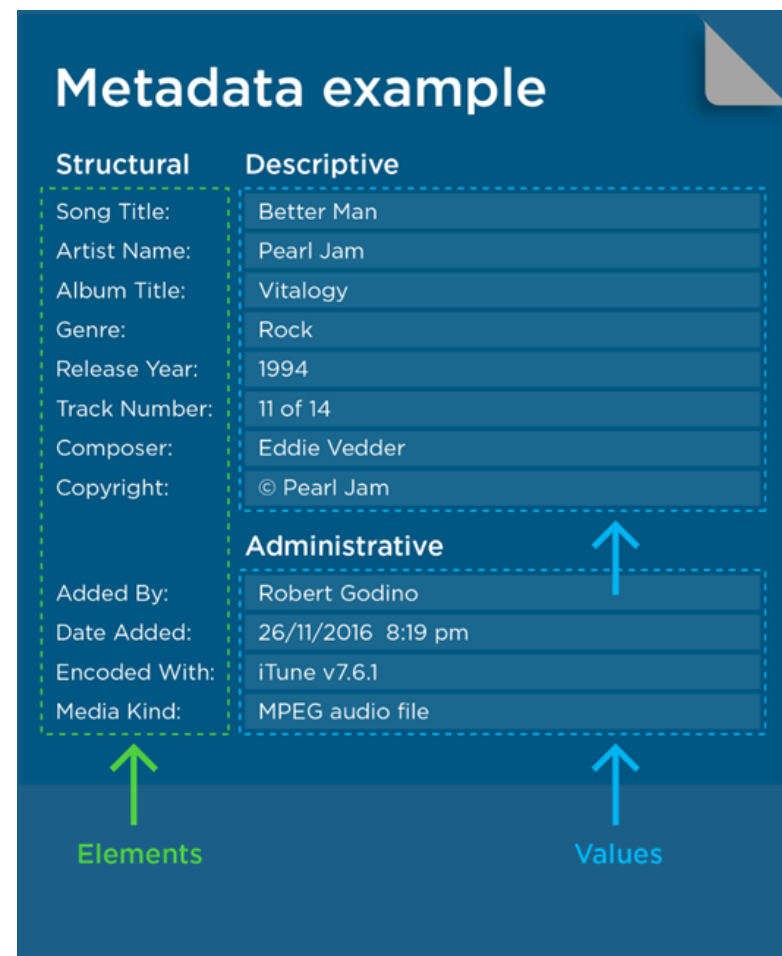 Metadata example
Structural Descriptive
Song Title: Better Man
Artist Name: Pearl Jam
Album Title: Vitalogy
Genre: Rock
Release Year: 1994
Track Number: 11 of 14
Composer: Eddie Vedder
Copyright: © Pearl Jam
Administrative
Added By: Robert Godino
Date Added: 26/11/2016 8:19 pm
Encoded With: iTune v7.6.1
Media Kind: MPEG audio file
Elements Values